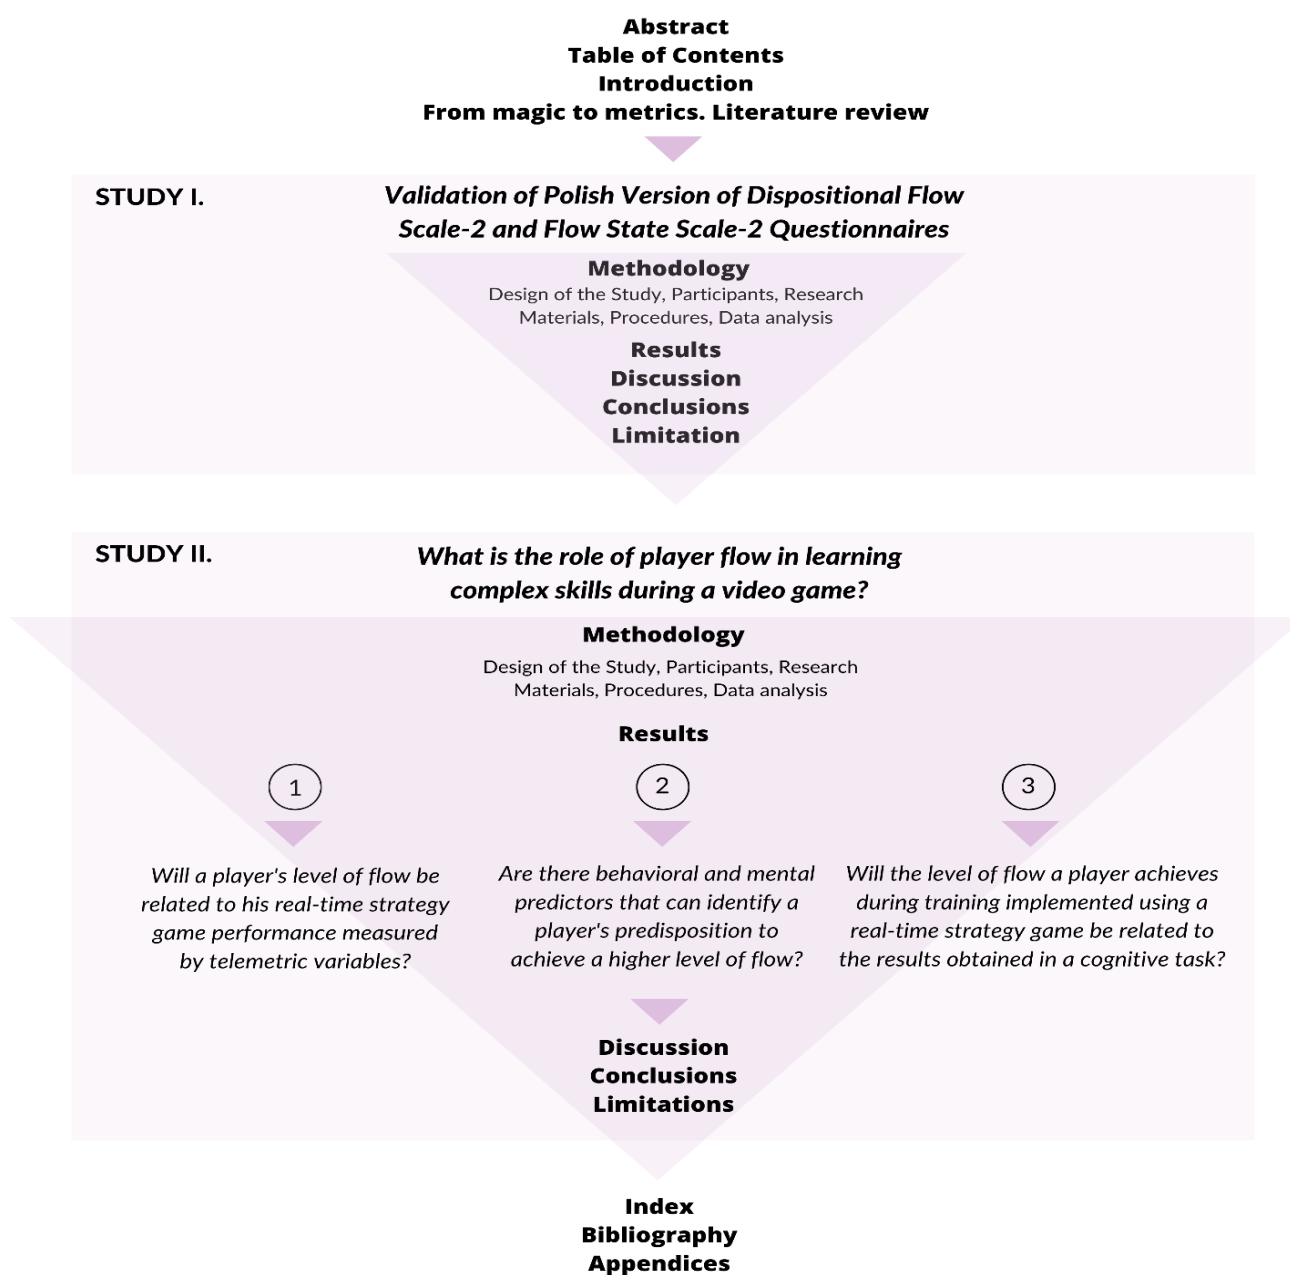 Abstract
Table of Contents
Introduction
From magic to metrics. Literature review
STUDY I.
Validation of Polish Version of Dispositional Flow
Scale-2 and Flow State Scale-2 Questionnaires
Methodology
Design of the Study, Participants, Research
Materials, Procedures, Data analysis
Results
Discussion
Conclusions
Limitation
STUDY II.
What is the role of player flow in learning
complex skills during a video game?
Methodology
Design of the Study, Participants, Research
Materials, Procedures, Data analysis
Results
1
Will a player's level of flow be
related to his real-time strategy
game performance measured
by telemetric variables?
2
Are there behavioral and mental
predictors that can identify a
player's predisposition to
achieve a higher level of flow?
3
Will the level of flow a player achieves
during training implemented using a
real-time strategy game be related to
the results obtained in a cognitive task?
Discussion
Conclusions
Limitations
Index
Bibliography
Appendices